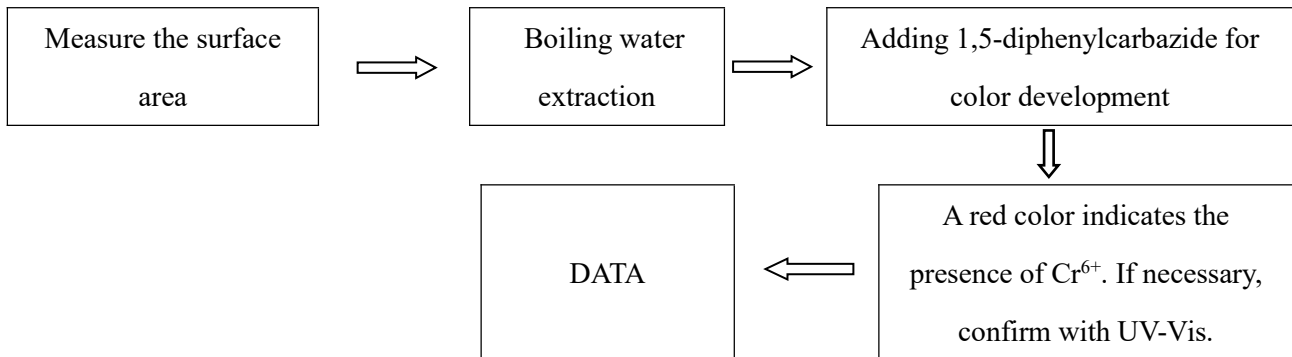 Measure the surface
area
Boiling water
extraction
Adding 1,5-diphenylcarbazide for
color development
A red color indicates the
presence of Cr⁶⁺. If necessary,
confirm with UV-Vis.
DATA